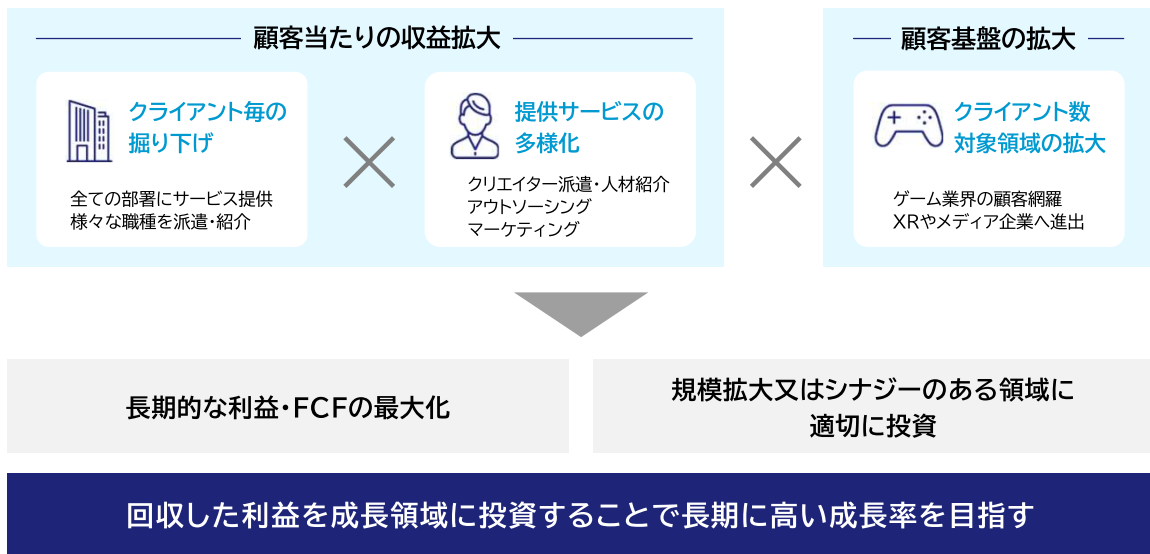 顧客当たりの収益拡大
クライアント毎の
掘り下げ
全ての部署にサービス提供
様々な職種を派遣・紹介
提供サービスの
多様化
クリエイター派遣・人材紹介
アウトソーシング
マーケティング
顧客基盤の拡大
クライアント数
対象領域の拡大
ゲーム業界の顧客網羅
XRやメディア企業へ進出
長期的な利益・FCFの最大化
規模拡大又はシナジーのある領域に
適切に投資
回収した利益を成長領域に投資することで長期に高い成長率を目指す